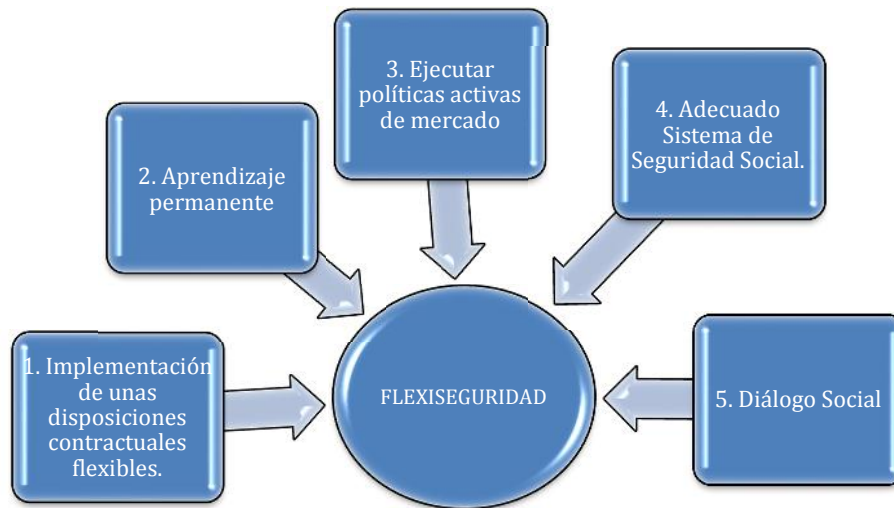 1. Implementación
de unas
disposiciones
contractuales
flexibles.
2. Aprendizaje
permanente
3. Ejecutar
políticas activas
de mercado
4. Adecuado
Sistema de
Seguridad Social.
5. Diálogo Social
FLEXISEGURIDAD